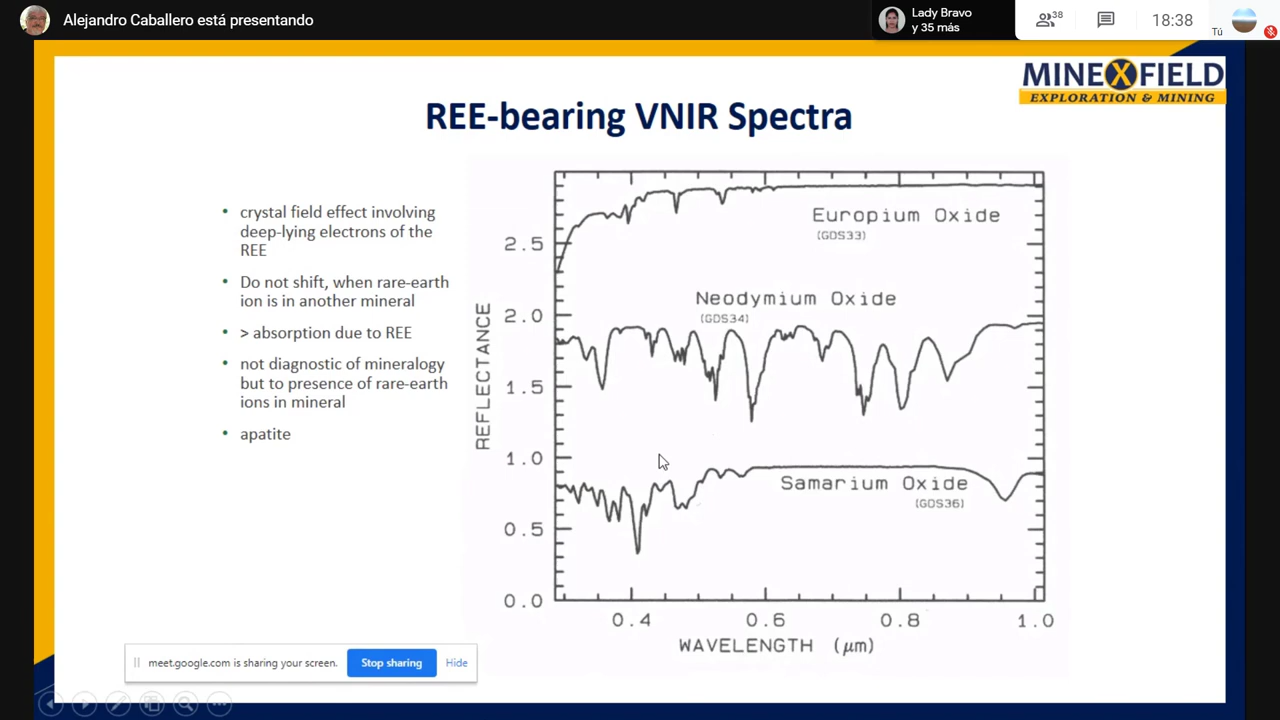 Alejandro Caballero está presentando
Lady Bravo
y 35 más
38
18:38
Tú
MINEXFIELD
EXPLORATION & MINING
REE-bearing VNIR Spectra
• crystal field effect involving
deep-lying electrons of the
REE
• Do not shift, when rare-earth
ion is in another mineral
• > absorption due to REE
• not diagnostic of mineralogy
but to presence of rare-earth
ions in mineral
• apatite
Europium Oxide
(GDS33)
Neodymium Oxide
(GDS34)
Samarium Oxide
(GDS36)
REFLECTANCE
2.5
2.0
1.5
1.0
0.5
0.0
0.4 0.6 0.8 1.0
WAVELENGTH (μm)
meet.google.com is sharing your screen. Stop sharing Hide